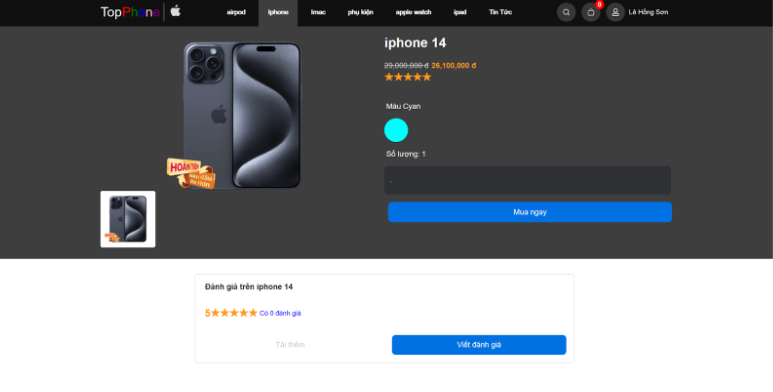 TopPhone
airpod Iphone Imac phụ kiện apple watch ipad Tin Tức
0
Lê Hồng Sơn
iphone 14
29,000,000 đ 26,100,000 đ
Màu Cyan
Số lượng: 1
HOÀN TIỀN
Mua ngay
Đánh giá trên iphone 14
5 Có 0 đánh giá
Tải thêm
Viết đánh giá